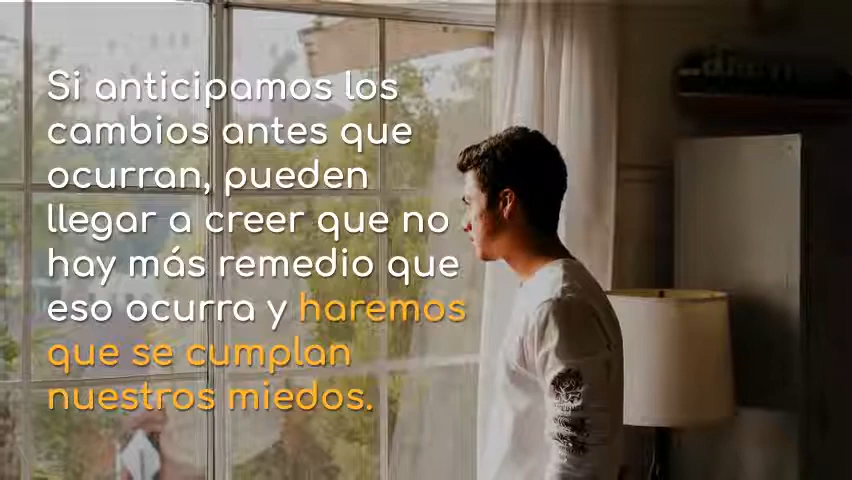 Si anticipamos los
cambios antes que
ocurran, pueden
llegar a creer que no
hay más remedio que
eso ocurra y haremos
que se cumplan
nuestros miedos.